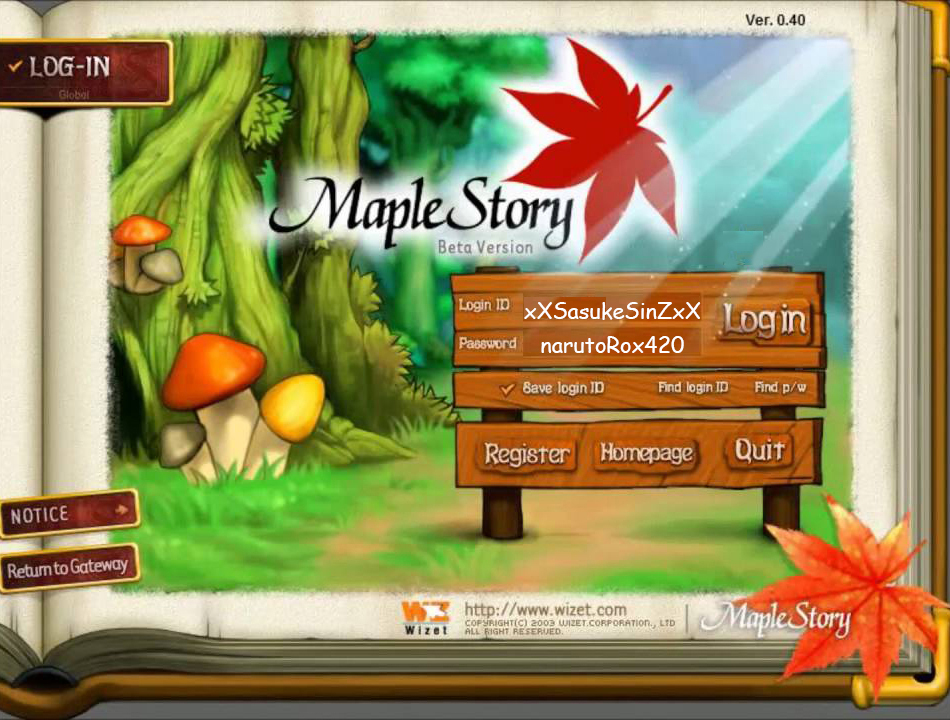 Ver. 0.40
LOG-IN
Global
MapleStory
Beta Version
Login ID xXSasukeSinZxX
Login
Password narutoRox420
Save login ID Find login ID Find p/w
Register Homepage Quit
NOTICE
Return to Gateway
WIZET
Wizet
http://www.wizet.com
COPYRIGHT(C) 2003 WIZET.CORPORATION., LTD
ALL RIGHT RESERVED.
MapleStory